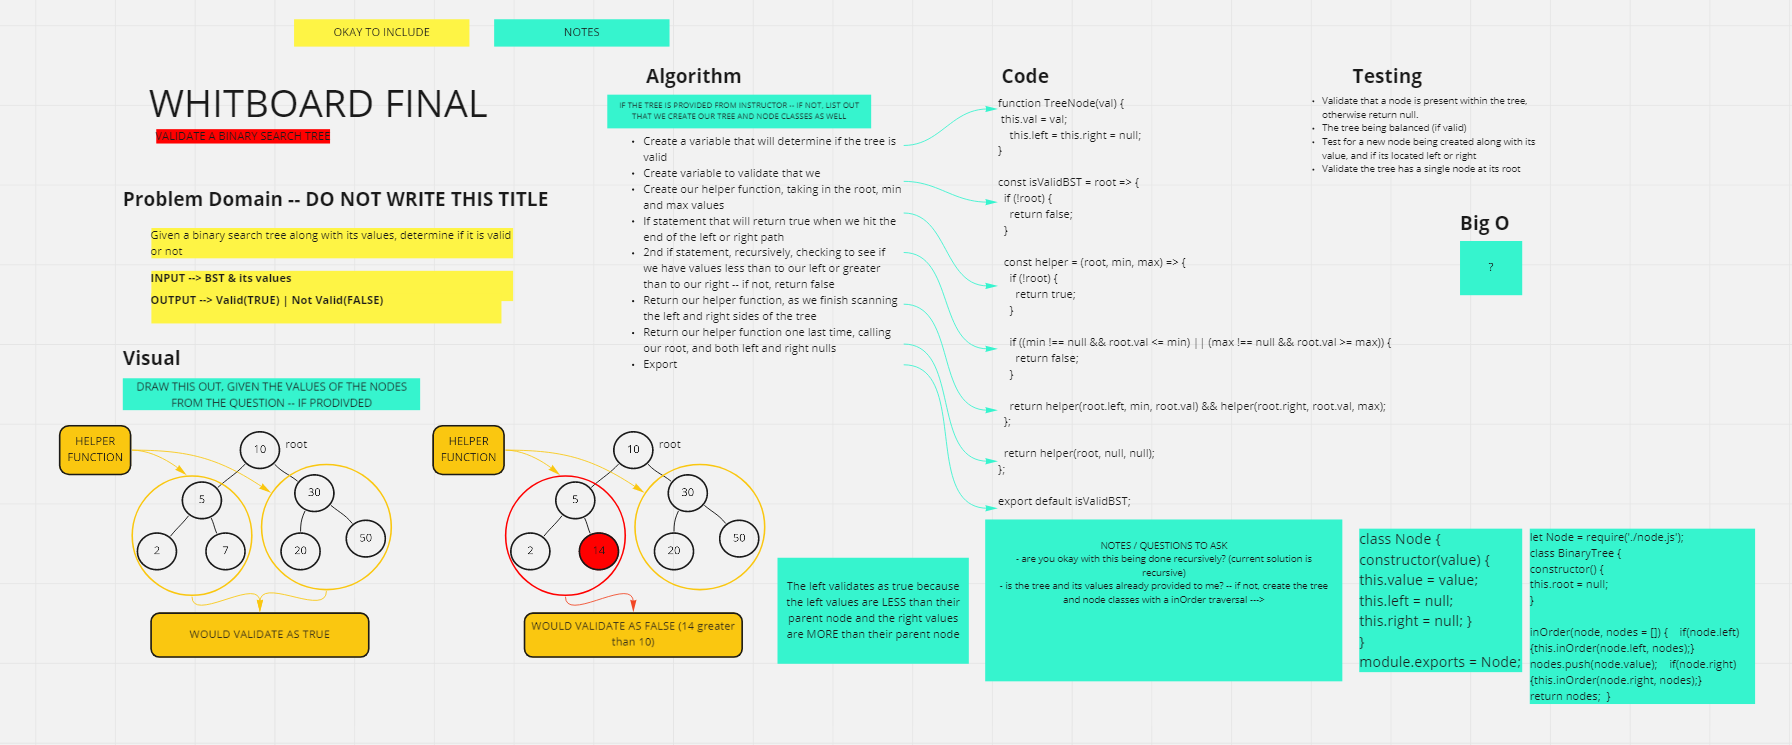 OKAY TO INCLUDE
NOTES
WHITBOARD FINAL
VALIDATE A BINARY SEARCH TREE
Problem Domain -- DO NOT WRITE THIS TITLE
Given a binary search tree along with its values, determine if it is valid
or not
INPUT --> BST & its values
OUTPUT --> Valid(TRUE) | Not Valid(FALSE)
Visual
DRAW THIS OUT, GIVEN THE VALUES OF THE NODES
FROM THE QUESTION -- IF PRODIVDED
HELPER
FUNCTION
10
root
5
30
2
7
20
50
WOULD VALIDATE AS TRUE
HELPER
FUNCTION
10
root
5
30
2
14
20
50
WOULD VALIDATE AS FALSE (14 greater
than 10)
The left validates as true because
the left values are LESS than their
parent node and the right values
are MORE than their parent node
Algorithm
IF THE TREE IS PROVIDED FROM INSTRUCTOR -- IF NOT, LIST OUT
THAT WE CREATE OUR TREE AND NODE CLASSES AS WELL
• Create a variable that will determine if the tree is
valid
• Create variable to validate that we
• Create our helper function, taking in the root, min
and max values
• If statement that will return true when we hit the
end of the left or right path
• 2nd if statement, recursively, checking to see if
we have values less than to our left or greater
than to our right -- if not, return false
• Return our helper function, as we finish scanning
the left and right sides of the tree
• Return our helper function one last time, calling
our root, and both left and right nulls
• Export
Code
function TreeNode(val) {
this.val = val;
this.left = this.right = null;
}
const isValidBST = root => {
if (!root) {
return false;
}
const helper = (root, min, max) => {
if (!root) {
return true;
}
if ((min !== null && root.val <= min) || (max !== null && root.val >= max)) {
return false;
}
return helper(root.left, min, root.val) && helper(root.right, root.val, max);
};
return helper(root, null, null);
};
export default isValidBST;
NOTES / QUESTIONS TO ASK
- are you okay with this being done recursively? (current solution is
recursive)
- is the tree and its values already provided to me? -- if not, create the tree
and node classes with a inOrder traversal --->
Testing
• Validate that a node is present within the tree,
otherwise return null.
• The tree being balanced (if valid)
• Test for a new node being created along with its
value, and if its located left or right
• Validate the tree has a single node at its root
Big O
?
class Node {
constructor(value) {
this.value = value;
this.left = null;
this.right = null; }
}
module.exports = Node;
let Node = require('./node.js');
class BinaryTree {
constructor() {
this.root = null;
}
inOrder(node, nodes = []) { if(node.left)
{this.inOrder(node.left, nodes);}
nodes.push(node.value); if(node.right)
{this.inOrder(node.right, nodes);}
return nodes; }